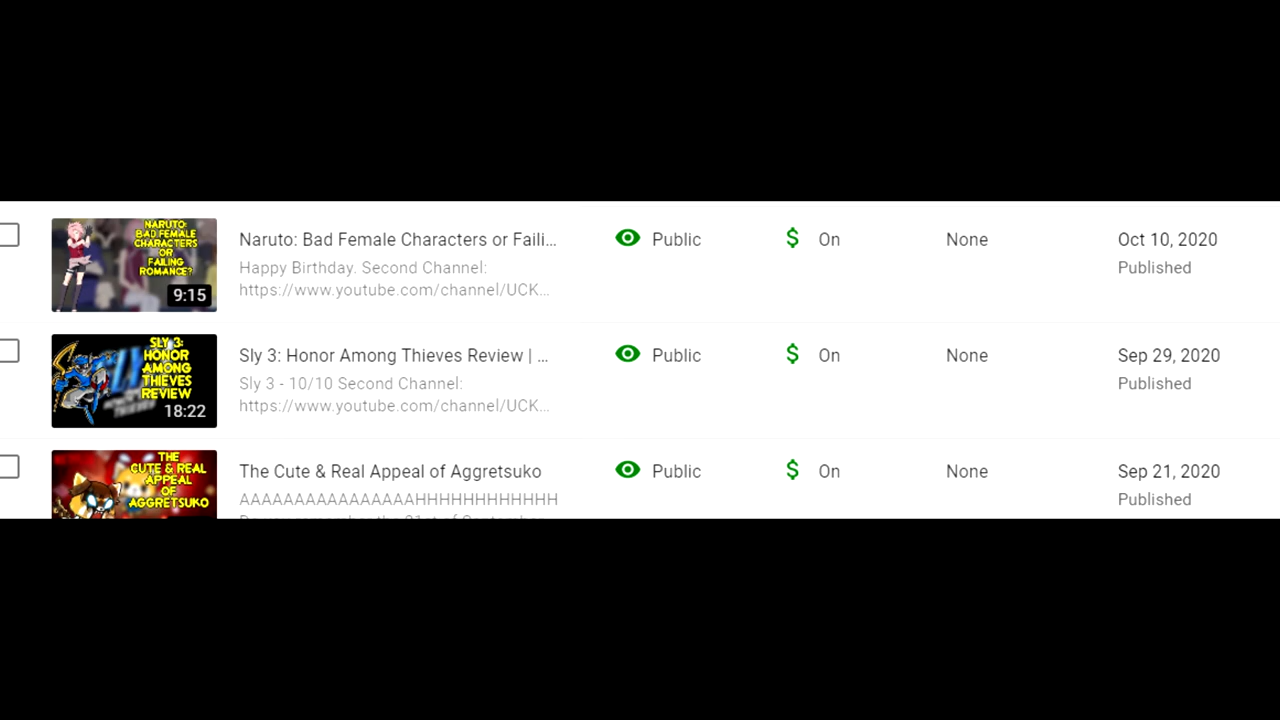 NARUTO:
BAD FEMALE
CHARACTERS
OR
FAILING
ROMANCE?
9:15
Naruto: Bad Female Characters or Faili...
Happy Birthday. Second Channel:
https://www.youtube.com/channel/UCK...
Public
$ On
None
Oct 10, 2020
Published
SLY 3:
HONOR
AMONG
THIEVES
REVIEW
18:22
Sly 3: Honor Among Thieves Review | ...
Sly 3 - 10/10 Second Channel:
https://www.youtube.com/channel/UCK...
Public
$ On
None
Sep 29, 2020
Published
THE
CUTE & REAL
APPEAL
OF
AGGRETSUKO
The Cute & Real Appeal of Aggretsuko
AAAAAAAAAAAAAAAAHHHHHHHHHHHHH
Public
$ On
None
Sep 21, 2020
Published